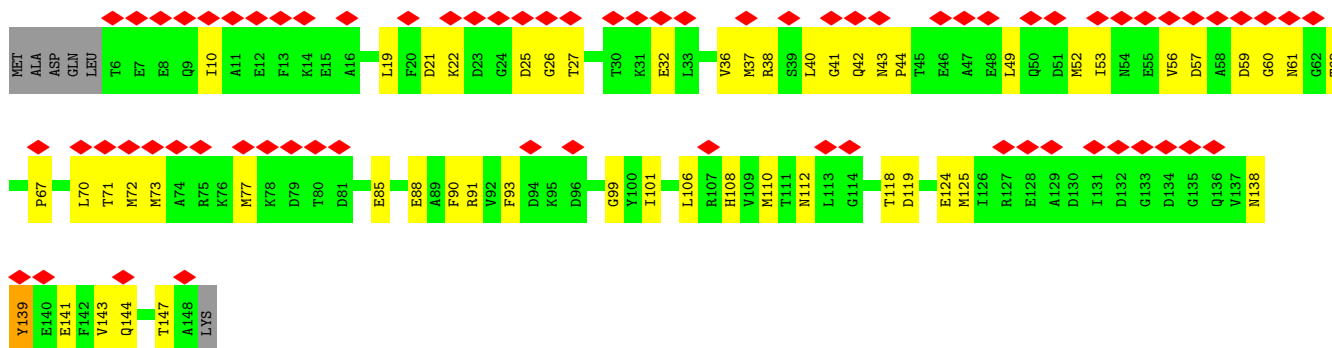 MET ALA ASP GLN LEU T6 E7 E8 Q9 I10 A11 E12 F13 K14 E15 A16 L19 F20 D21 K22 D23 G24 D25 G26 T27 T30 K31 E32 L33 V36 M37 R38 S39 L40 G41 Q42 N43 P44 T45 E46 A47 E48 L49 Q50 D51 M52 I53 N54 E55 V56 D57 A58 D59 G60 N61 G62
P67 L70 T71 M72 M73 A74 R75 K76 M77 K78 D79 T80 D81 E85 E88 A89 F90 R91 V92 F93 D94 K95 D96 G99 Y100 I101 L106 R107 H108 V109 M110 T111 N112 L113 G114 T118 D119 E124 M125 I126 R127 E128 A129 D130 I131 D132 G133 D134 G135 Q136 V137 N138
Y139 E140 E141 F142 V143 Q144 T147 A148 LYS